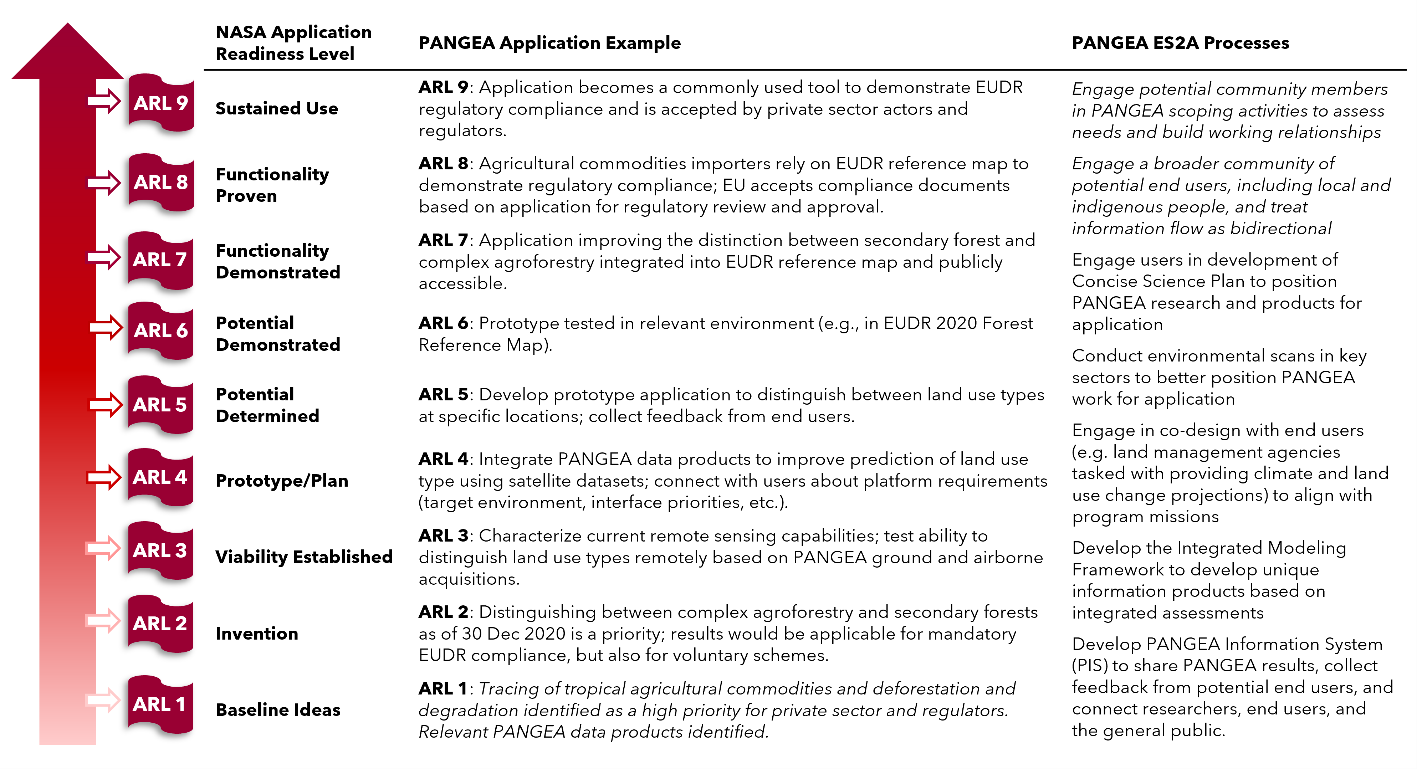 NASA Application
Readiness Level
PANGEA Application Example
PANGEA ES2A Processes
ARL 9
Sustained Use
ARL 9: Application becomes a commonly used tool to demonstrate EUDR
regulatory compliance and is accepted by private sector actors and
regulators.
ARL 8
Functionality
Proven
ARL 8: Agricultural commodities importers rely on EUDR reference map to
demonstrate regulatory compliance; EU accepts compliance documents
based on application for regulatory review and approval.
ARL 7
Functionality
Demonstrated
ARL 7: Application improving the distinction between secondary forest and
complex agroforestry integrated into EUDR reference map and publicly
accessible.
ARL 6
Potential
Demonstrated
ARL 6: Prototype tested in relevant environment (e.g., in EUDR 2020 Forest
Reference Map).
ARL 5
Potential
Determined
ARL 5: Develop prototype application to distinguish between land use types
at specific locations; collect feedback from end users.
ARL 4
Prototype/Plan
ARL 4: Integrate PANGEA data products to improve prediction of land use
type using satellite datasets; connect with users about platform requirements
(target environment, interface priorities, etc.).
ARL 3
Viability Established
ARL 3: Characterize current remote sensing capabilities; test ability to
distinguish land use types remotely based on PANGEA ground and airborne
acquisitions.
ARL 2
Invention
ARL 2: Distinguishing between complex agroforestry and secondary forests
as of 30 Dec 2020 is a priority; results would be applicable for mandatory
EUDR compliance, but also for voluntary schemes.
ARL 1
Baseline Ideas
ARL 1: Tracing of tropical agricultural commodities and deforestation and
degradation identified as a high priority for private sector and regulators.
Relevant PANGEA data products identified.
Engage potential community members
in PANGEA scoping activities to assess
needs and build working relationships
Engage a broader community of
potential end users, including local and
indigenous people, and treat
information flow as bidirectional
Engage users in development of
Concise Science Plan to position
PANGEA research and products for
application
Conduct environmental scans in key
sectors to better position PANGEA
work for application
Engage in co-design with end users
(e.g. land management agencies
tasked with providing climate and land
use change projections) to align with
program missions
Develop the Integrated Modeling
Framework to develop unique
information products based on
integrated assessments
Develop PANGEA Information System
(PIS) to share PANGEA results, collect
feedback from potential end users, and
connect researchers, end users, and
the general public.